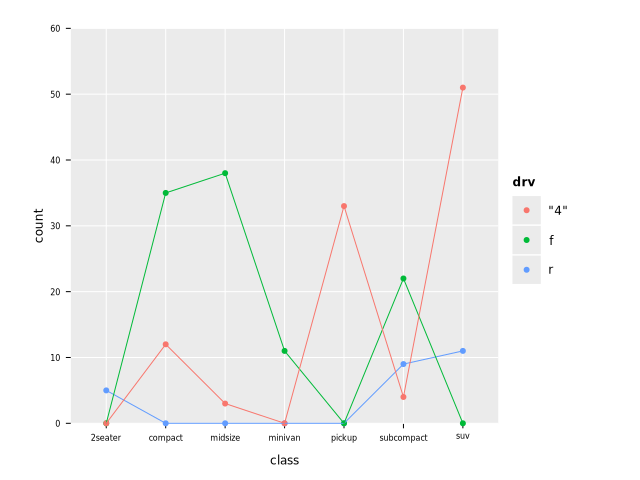 60
50
40
30
20
10
0
count
2seater compact midsize minivan pickup subcompact suv
class
drv
"4"
f
r